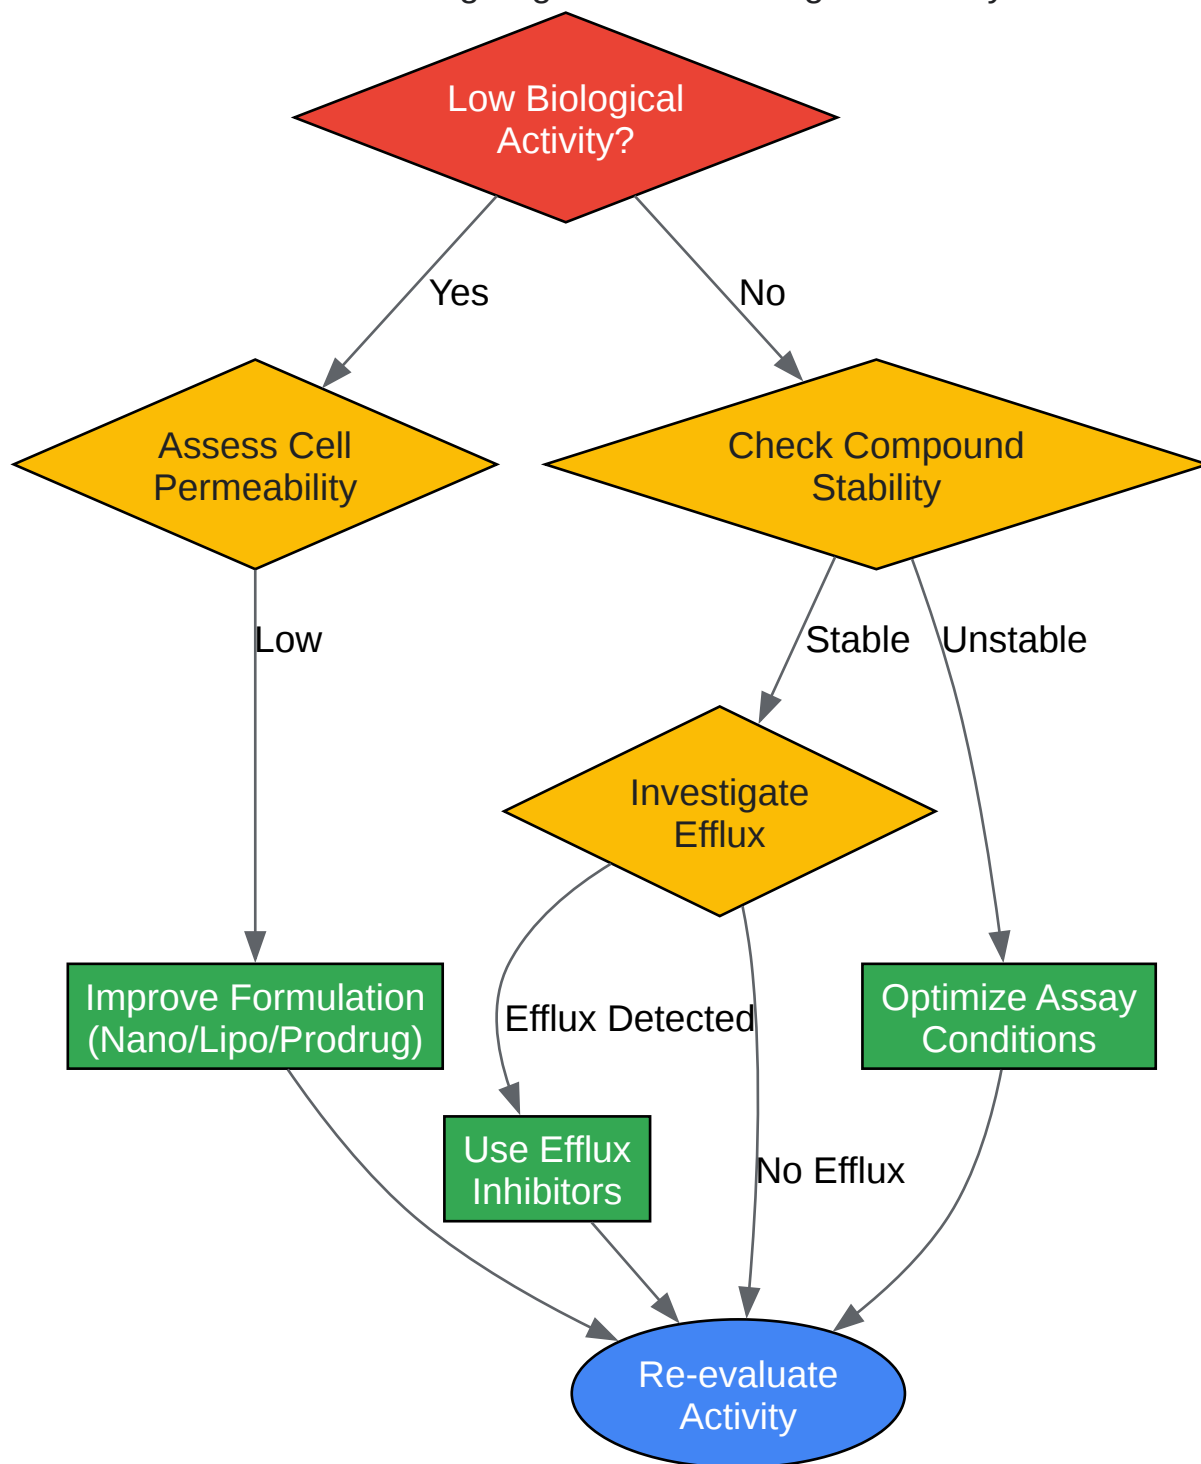 Low Biological
Activity?
Yes
No
Assess Cell
Permeability
Check Compound
Stability
Low
Stable
Unstable
Investigate
Efflux
Improve Formulation
(Nano/Lipo/Prodrug)
Efflux Detected
Optimize Assay
Conditions
Use Efflux
Inhibitors
No Efflux
Re-evaluate
Activity